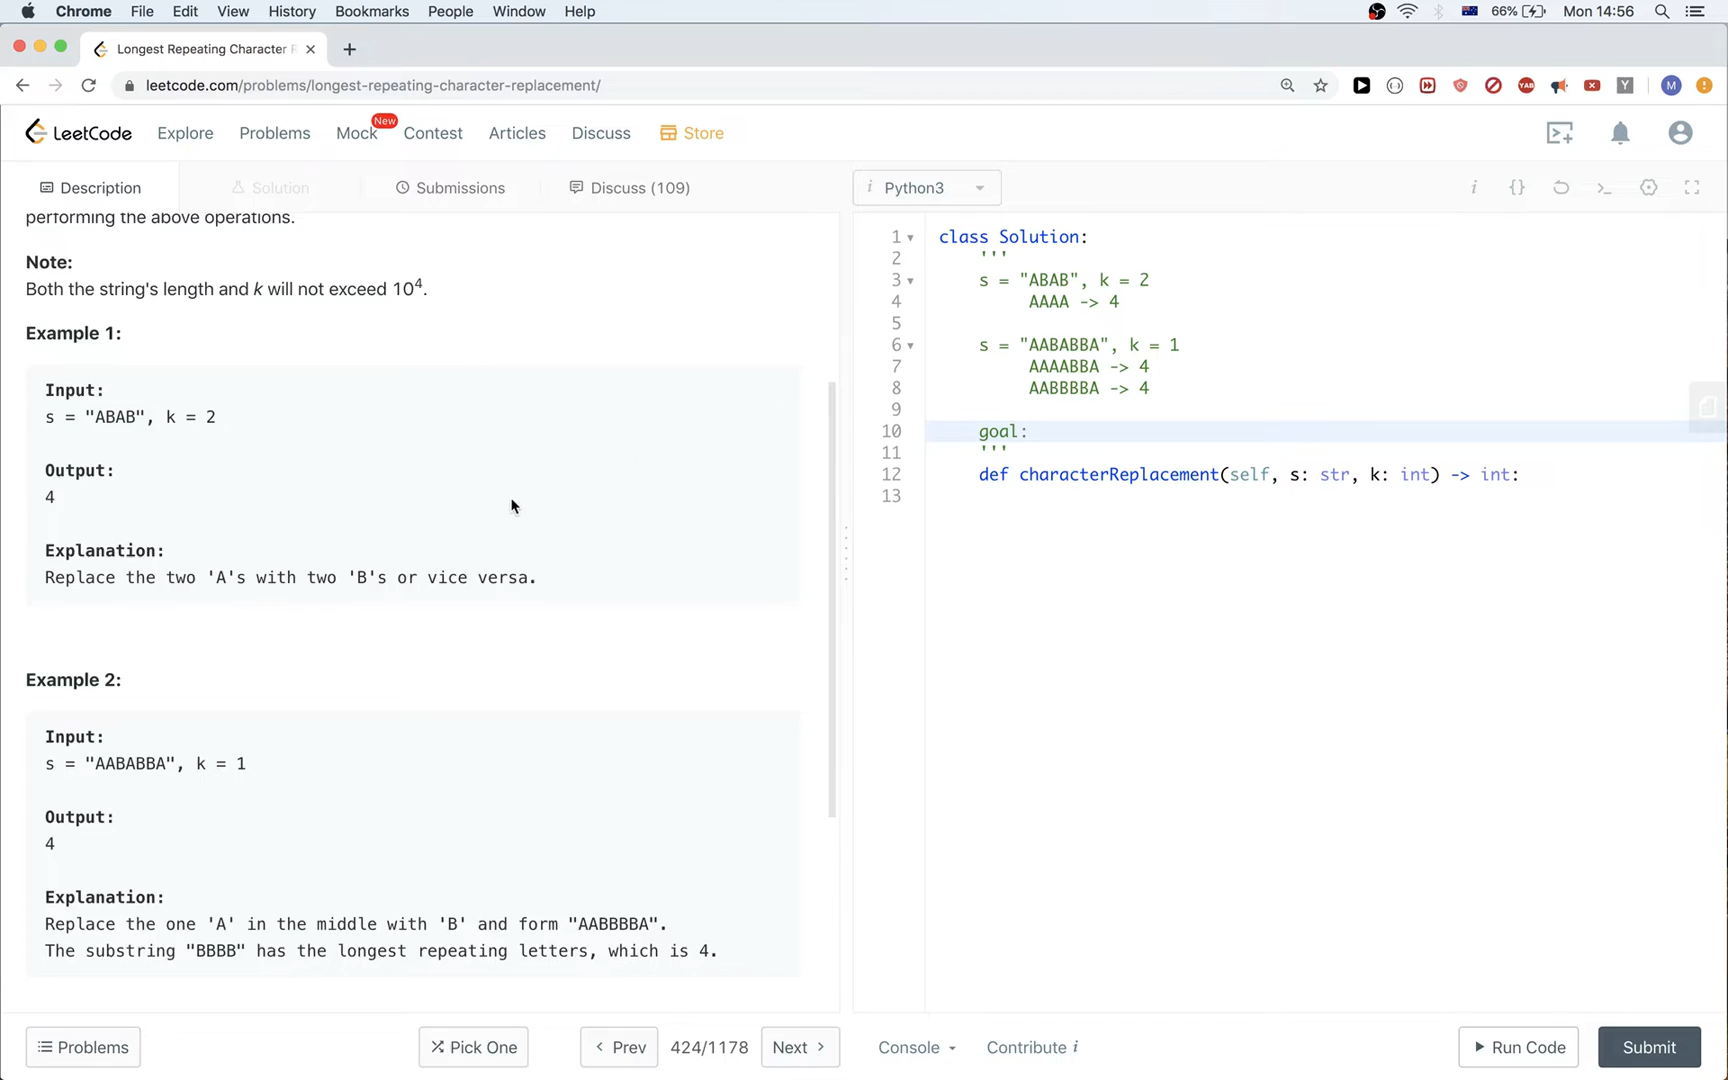 Chrome File Edit View History Bookmarks People Window Help 66% Mon 14:56
Longest Repeating Character R
leetcode.com/problems/longest-repeating-character-replacement/
YAB Y M
LeetCode Explore Problems Mock New Contest Articles Discuss Store
Description Solution Submissions Discuss (109)
performing the above operations.
Note:
Both the string's length and k will not exceed 10⁴.
Example 1:
Input:
s = "ABAB", k = 2
Output:
4
Explanation:
Replace the two 'A's with two 'B's or vice versa.
Example 2:
Input:
s = "AABABBA", k = 1
Output:
4
Explanation:
Replace the one 'A' in the middle with 'B' and form "AABBBBA".
The substring "BBBB" has the longest repeating letters, which is 4.
Problems Pick One < Prev 424/1178 Next >
i Python3 i {} >_
1 class Solution:
2 '''
3 s = "ABAB", k = 2
4 AAAA -> 4
5
6 s = "AABABBA", k = 1
7 AAAABBA -> 4
8 AABBBBA -> 4
9
10 goal:
11 '''
12 def characterReplacement(self, s: str, k: int) -> int:
13
Console Contribute i Run Code Submit